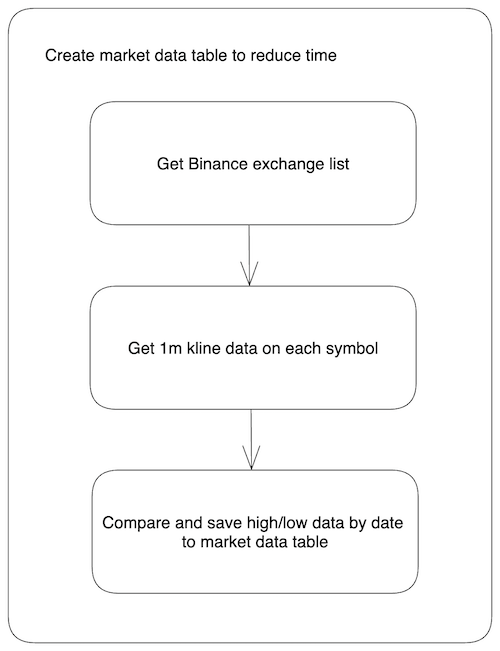 Create market data table to reduce time
Get Binance exchange list
Get 1m kline data on each symbol
Compare and save high/low data by date
to market data table